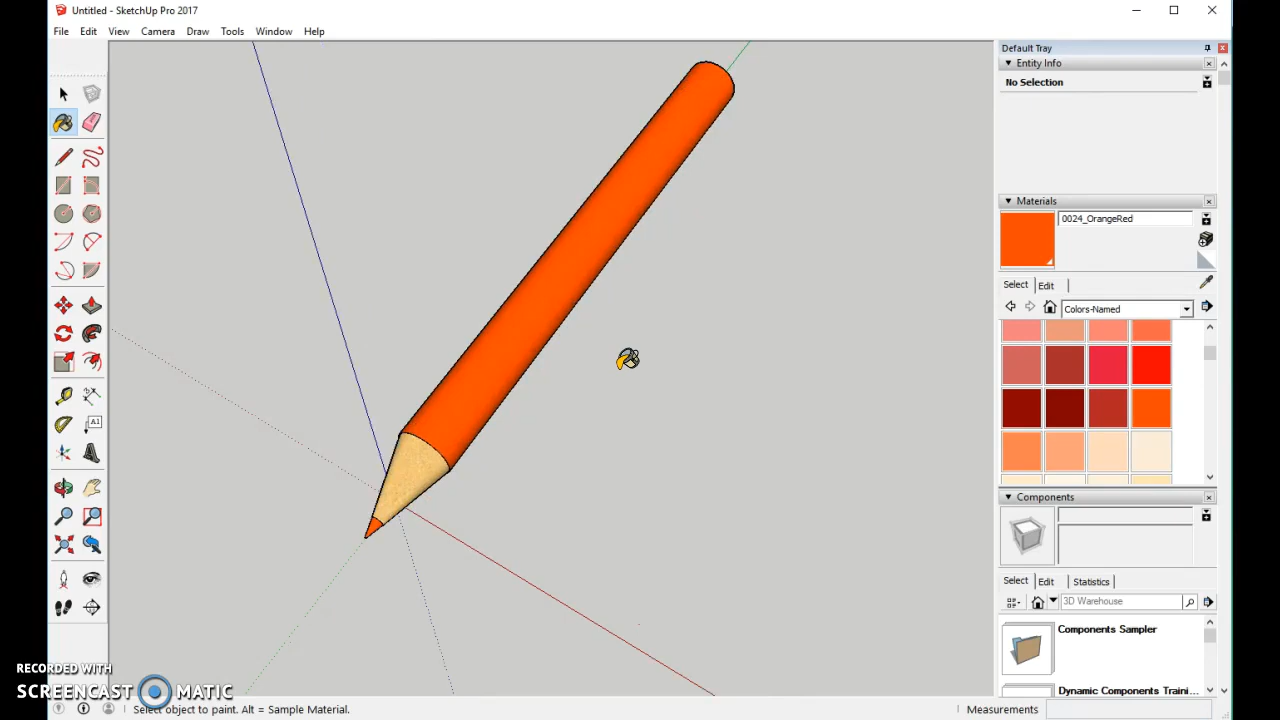 Untitled - SketchUp Pro 2017
File Edit View Camera Draw Tools Window Help
Default Tray
Entity Info
No Selection
Materials
0024_OrangeRed
Select Edit
Colors-Named
Components
Select Edit Statistics
3D Warehouse
Components Sampler
Dynamic Components Traini...
A1
RECORDED WITH
SCREENCAST MATIC
Select object to paint. Alt = Sample Material.
Measurements